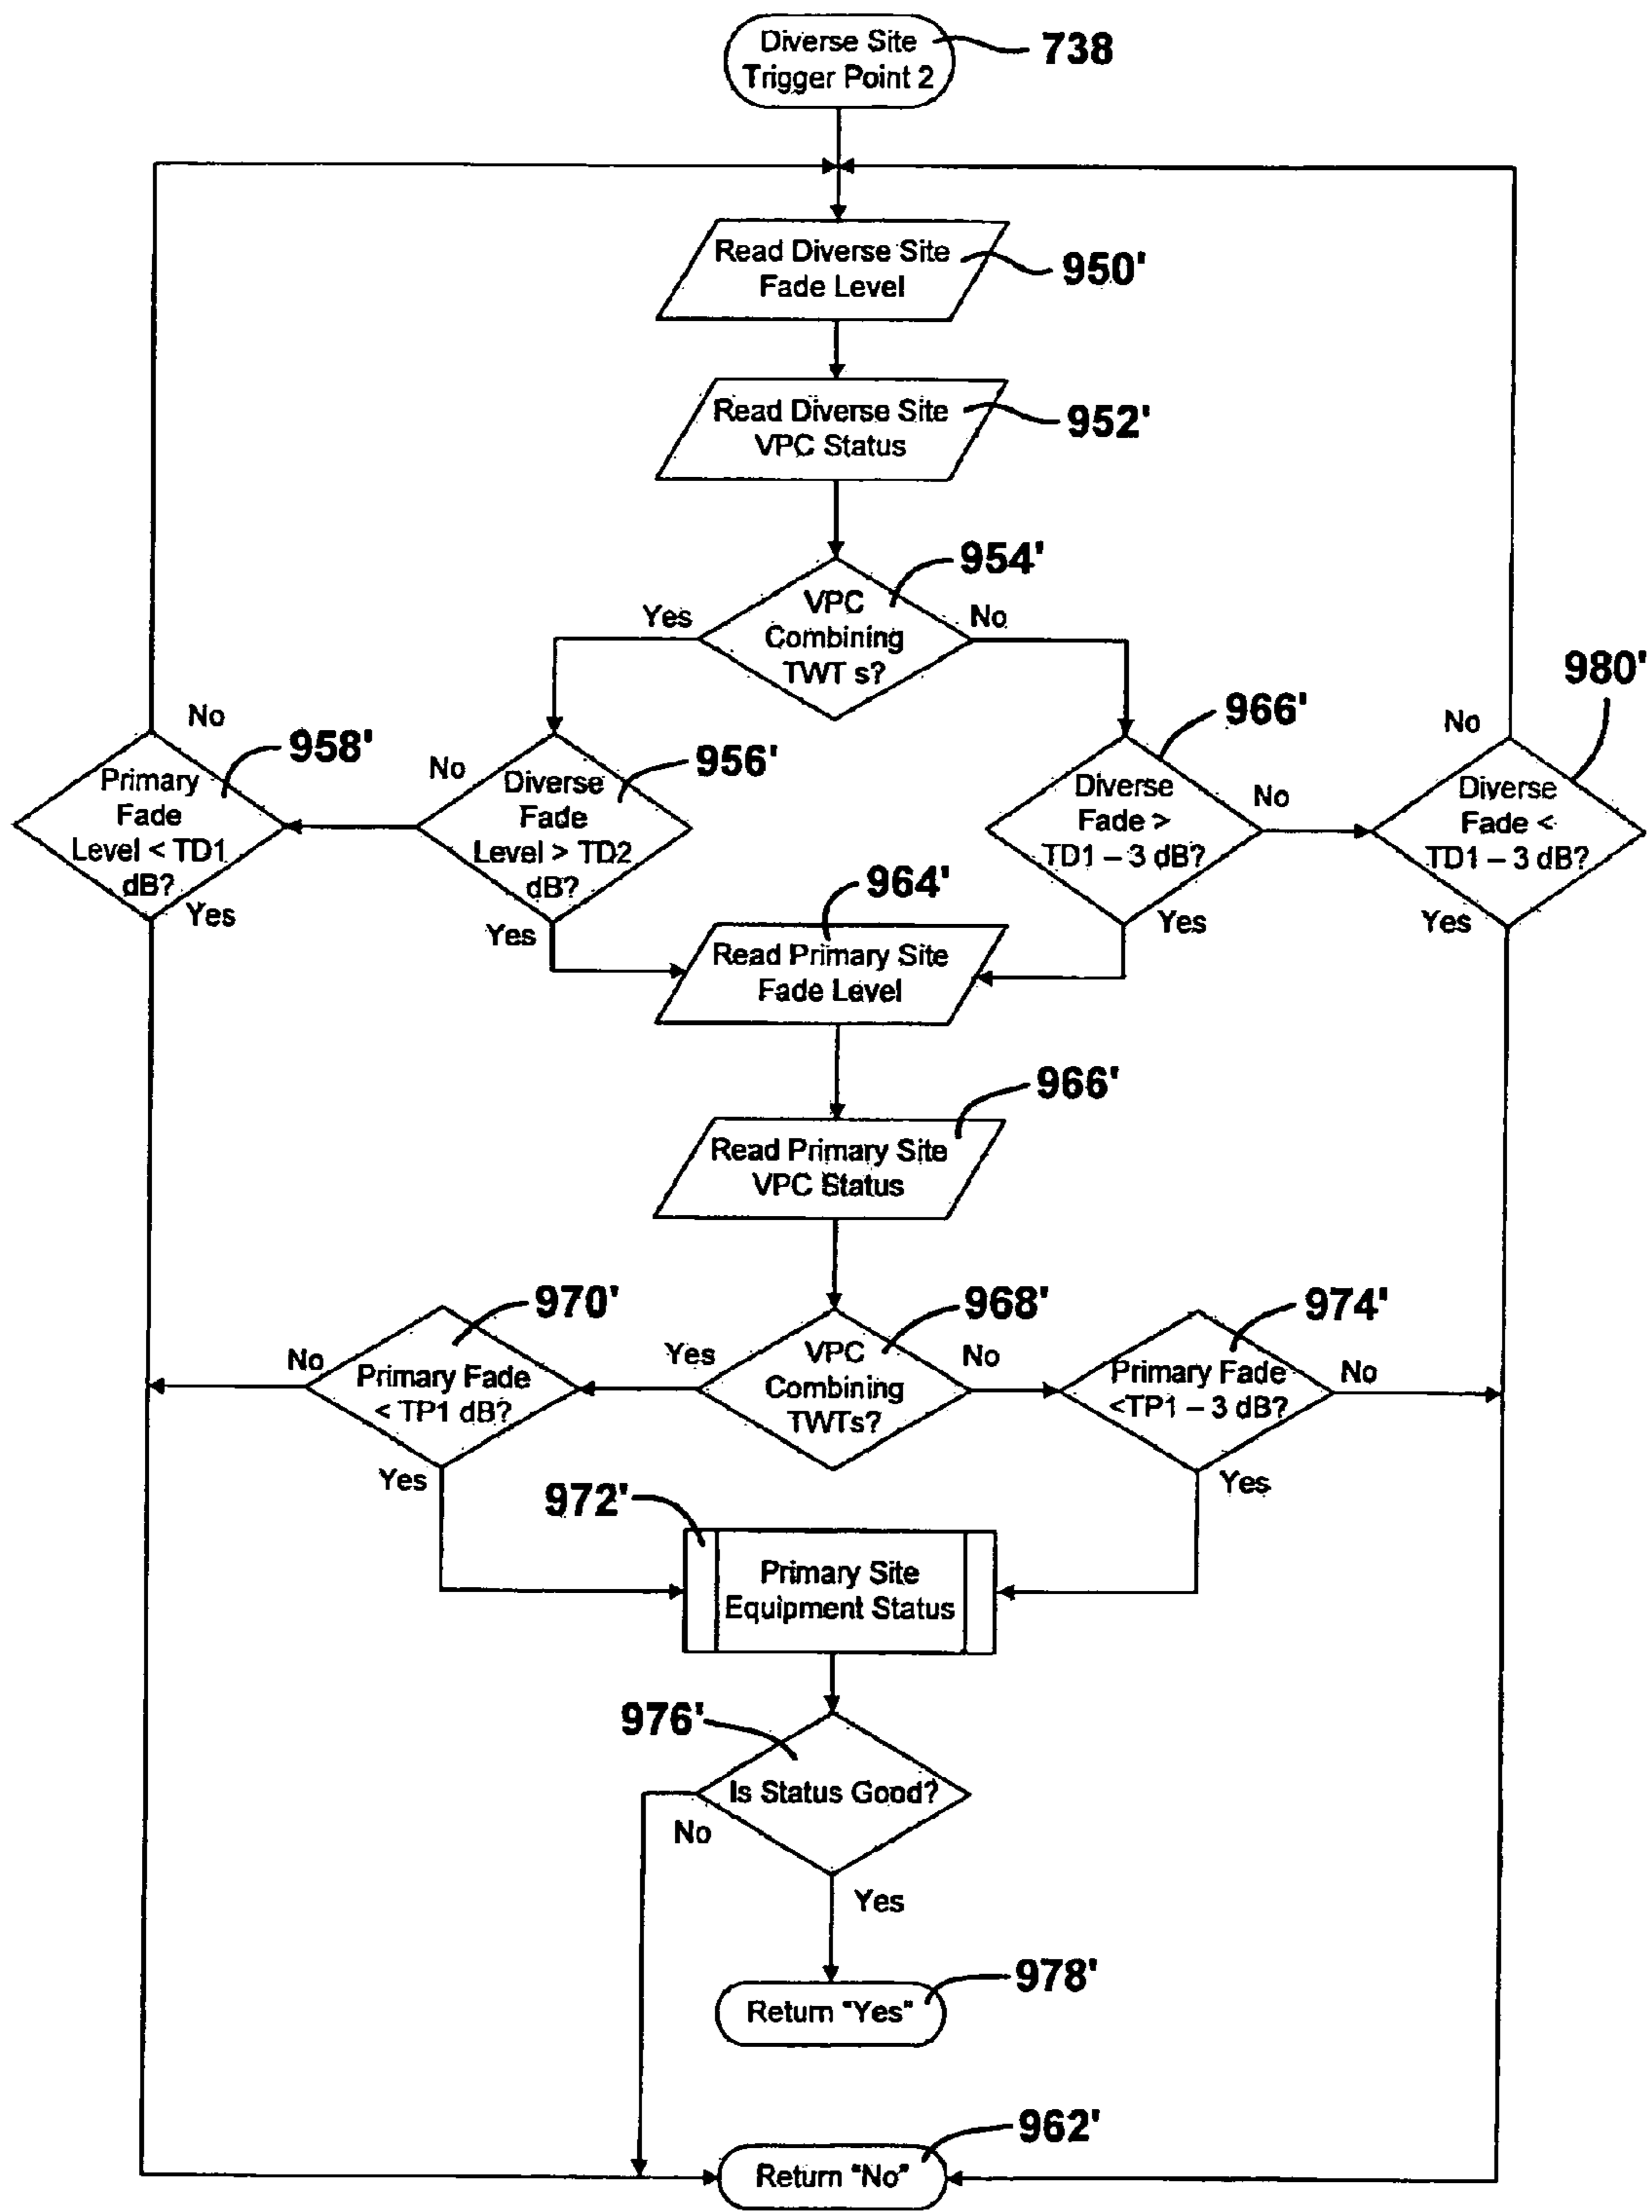 Diverse Site
Trigger Point 2
738
Read Diverse Site
Fade Level
950'
Read Diverse Site
VPC Status
952'
954'
VPC
Combining
TWT s?
Yes
No
980'
966'
958'
956'
No
Primary
Fade
Level < TD1
dB?
Yes
No
Diverse
Fade
Level > TD2
dB?
Yes
Diverse
Fade >
TD1 – 3 dB?
No
Yes
No
Diverse
Fade <
TD1 – 3 dB?
Yes
964'
Read Primary Site
Fade Level
966'
Read Primary Site
VPC Status
970'
968'
974'
No
Primary Fade
< TP1 dB?
Yes
Yes
VPC
Combining
TWTs?
No
Primary Fade
<TP1 – 3 dB?
No
Yes
972'
Primary Site
Equipment Status
976'
Is Status Good?
No
Yes
978'
Return "Yes"
962'
Return "No"